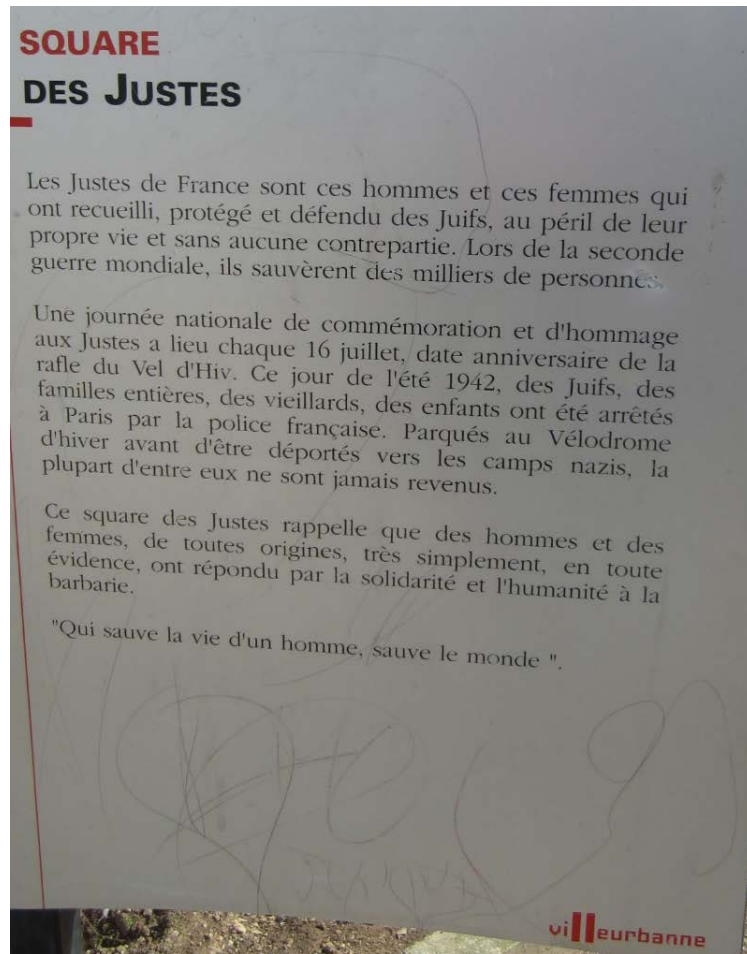 SQUARE
DES JUSTES
Les Justes de France sont ces hommes et ces femmes qui
ont recueilli, protégé et défendu des Juifs, au péril de leur
propre vie et sans aucune contrepartie. Lors de la seconde
guerre mondiale, ils sauvèrent des milliers de personnes.
Une journée nationale de commémoration et d'hommage
aux Justes a lieu chaque 16 juillet, date anniversaire de la
rafle du Vel d'Hiv. Ce jour de l'été 1942, des Juifs, des
familles entières, des vieillards, des enfants ont été arrêtés
à Paris par la police française. Parqués au Vélodrome
d'hiver avant d'être déportés vers les camps nazis, la
plupart d'entre eux ne sont jamais revenus.
Ce square des Justes rappelle que des hommes et des
femmes, de toutes origines, très simplement, en toute
évidence, ont répondu par la solidarité et l'humanité à la
barbarie.
"Qui sauve la vie d'un homme, sauve le monde ".
villeurbanne